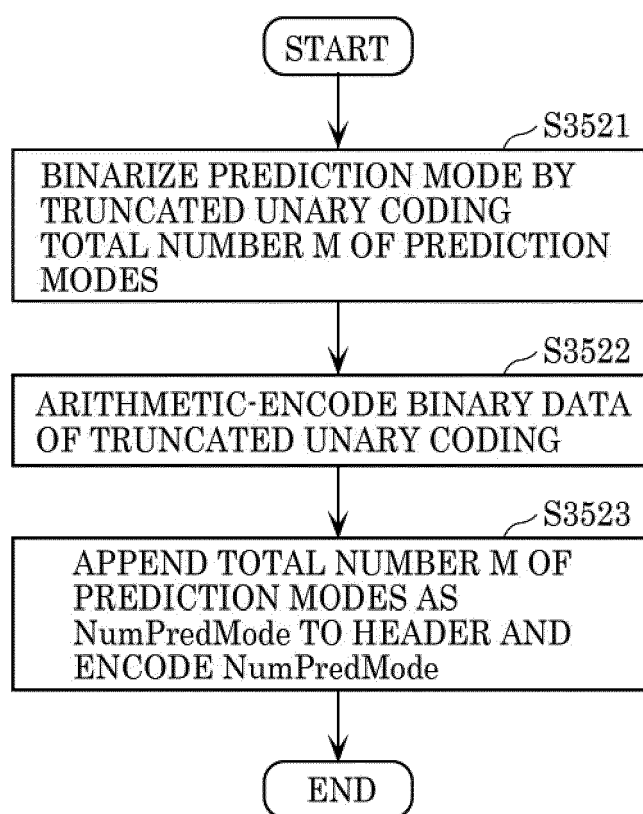 START
S3521
BINARIZE PREDICTION MODE BY
TRUNCATED UNARY CODING
TOTAL NUMBER M OF PREDICTION
MODES
S3522
ARITHMETIC-ENCODE BINARY DATA
OF TRUNCATED UNARY CODING
S3523
APPEND TOTAL NUMBER M OF
PREDICTION MODES AS
NumPredMode TO HEADER AND
ENCODE NumPredMode
END